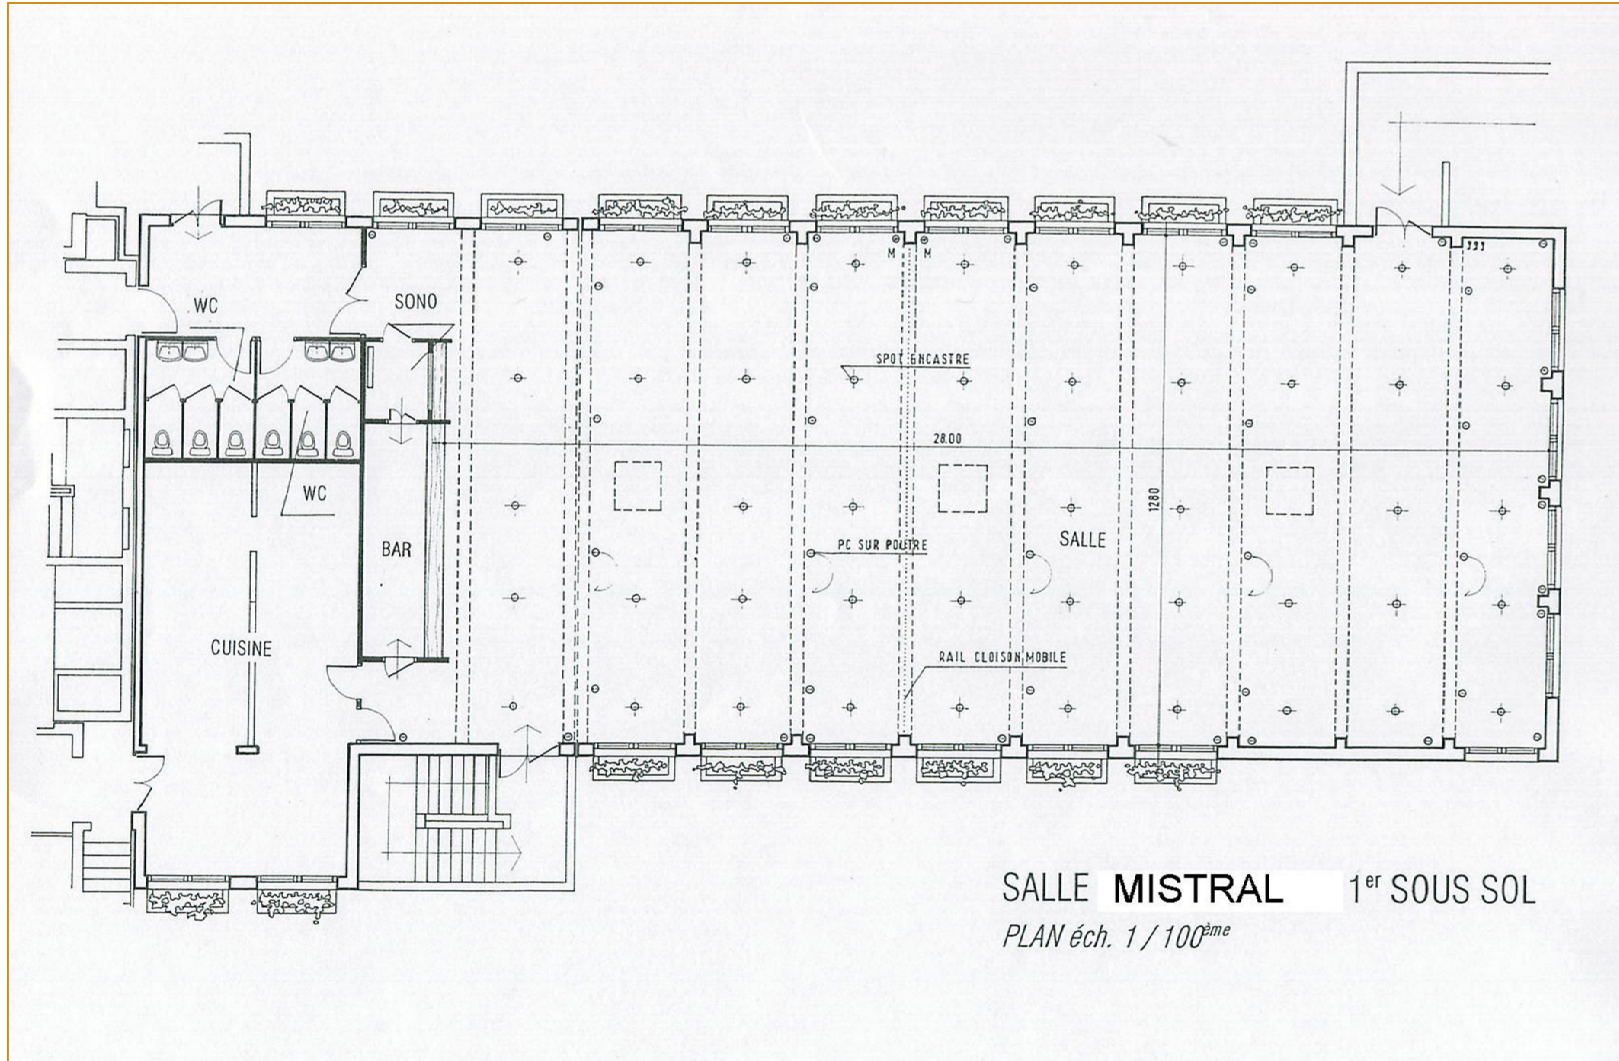 WC
SONO
M
M
ɛɛɛ
SPOT ENCASTRE
28.00
WC
1280
BAR
SALLE
PC SUR POUTRE
CUISINE
RAIL CLOISON MOBILE
SALLE MISTRAL 1er SOUS SOL
PLAN éch. 1 / 100ème